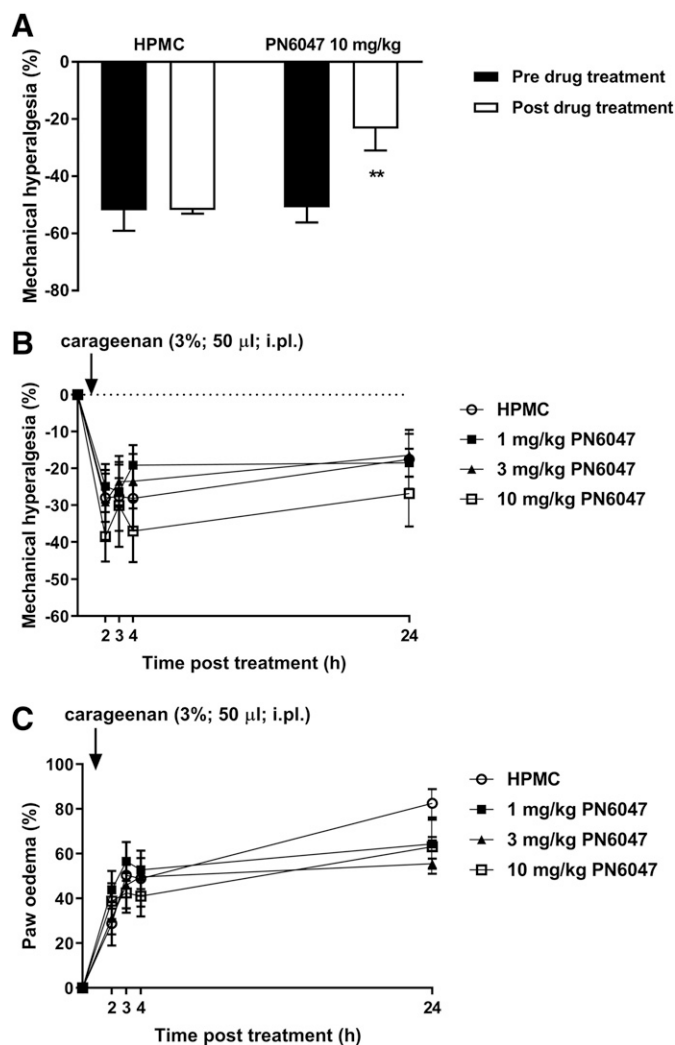 A
HPMC PN6047 10 mg/kg
Mechanical hyperalgesia (%)
0
-20
-40
-60
-80
**
Pre drug treatment
Post drug treatment
B
carageenan (3%; 50 µl; i.pl.)
Mechanical hyperalgesia (%)
0
-10
-20
-30
-40
-50
-60
2 3 4 24
Time post treatment (h)
HPMC
1 mg/kg PN6047
3 mg/kg PN6047
10 mg/kg PN6047
C
carageenan (3%; 50 µl; i.pl.)
Paw oedema (%)
100
80
60
40
20
0
2 3 4 24
Time post treatment (h)
HPMC
1 mg/kg PN6047
3 mg/kg PN6047
10 mg/kg PN6047